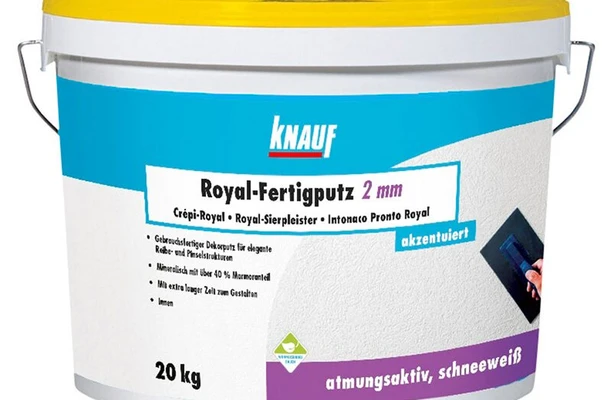 KNAUF
Royal-Fertigputz 2 mm
Crépi-Royal • Royal-Sierpleister • Intonaco Pronto Royal
akzentuiert
• Gebrauchsfertiger Dekorputz für elegante
Reibe- und Pinselstrukturen
• Mineralisch mit über 40 % Marmoranteil
• Mit extra langer Zeit zum Gestalten
• Innen
20 kg
atmungsaktiv, schneeweiß